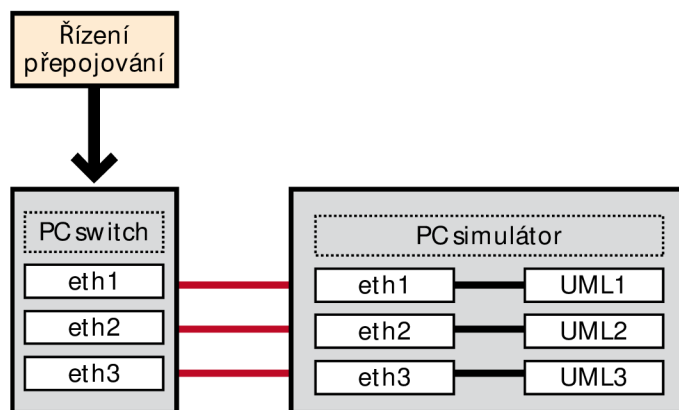 Řízení
přepojování
PC switch
PC simulátor
eth1
eth1
UML1
eth2
eth2
UML2
eth3
eth3
UML3